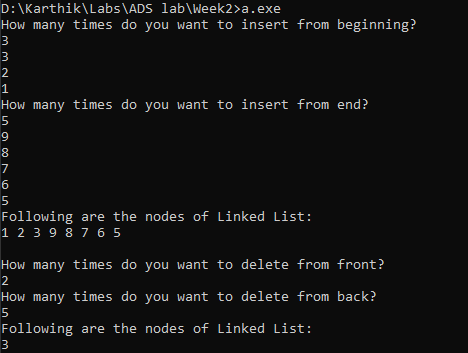 D:\Karthik\Labs\ADS lab\Week2>a.exe
How many times do you want to insert from beginning?
3
3
2
1
How many times do you want to insert from end?
5
9
8
7
6
5
Following are the nodes of Linked List:
1 2 3 9 8 7 6 5
How many times do you want to delete from front?
2
How many times do you want to delete from back?
5
Following are the nodes of Linked List:
3